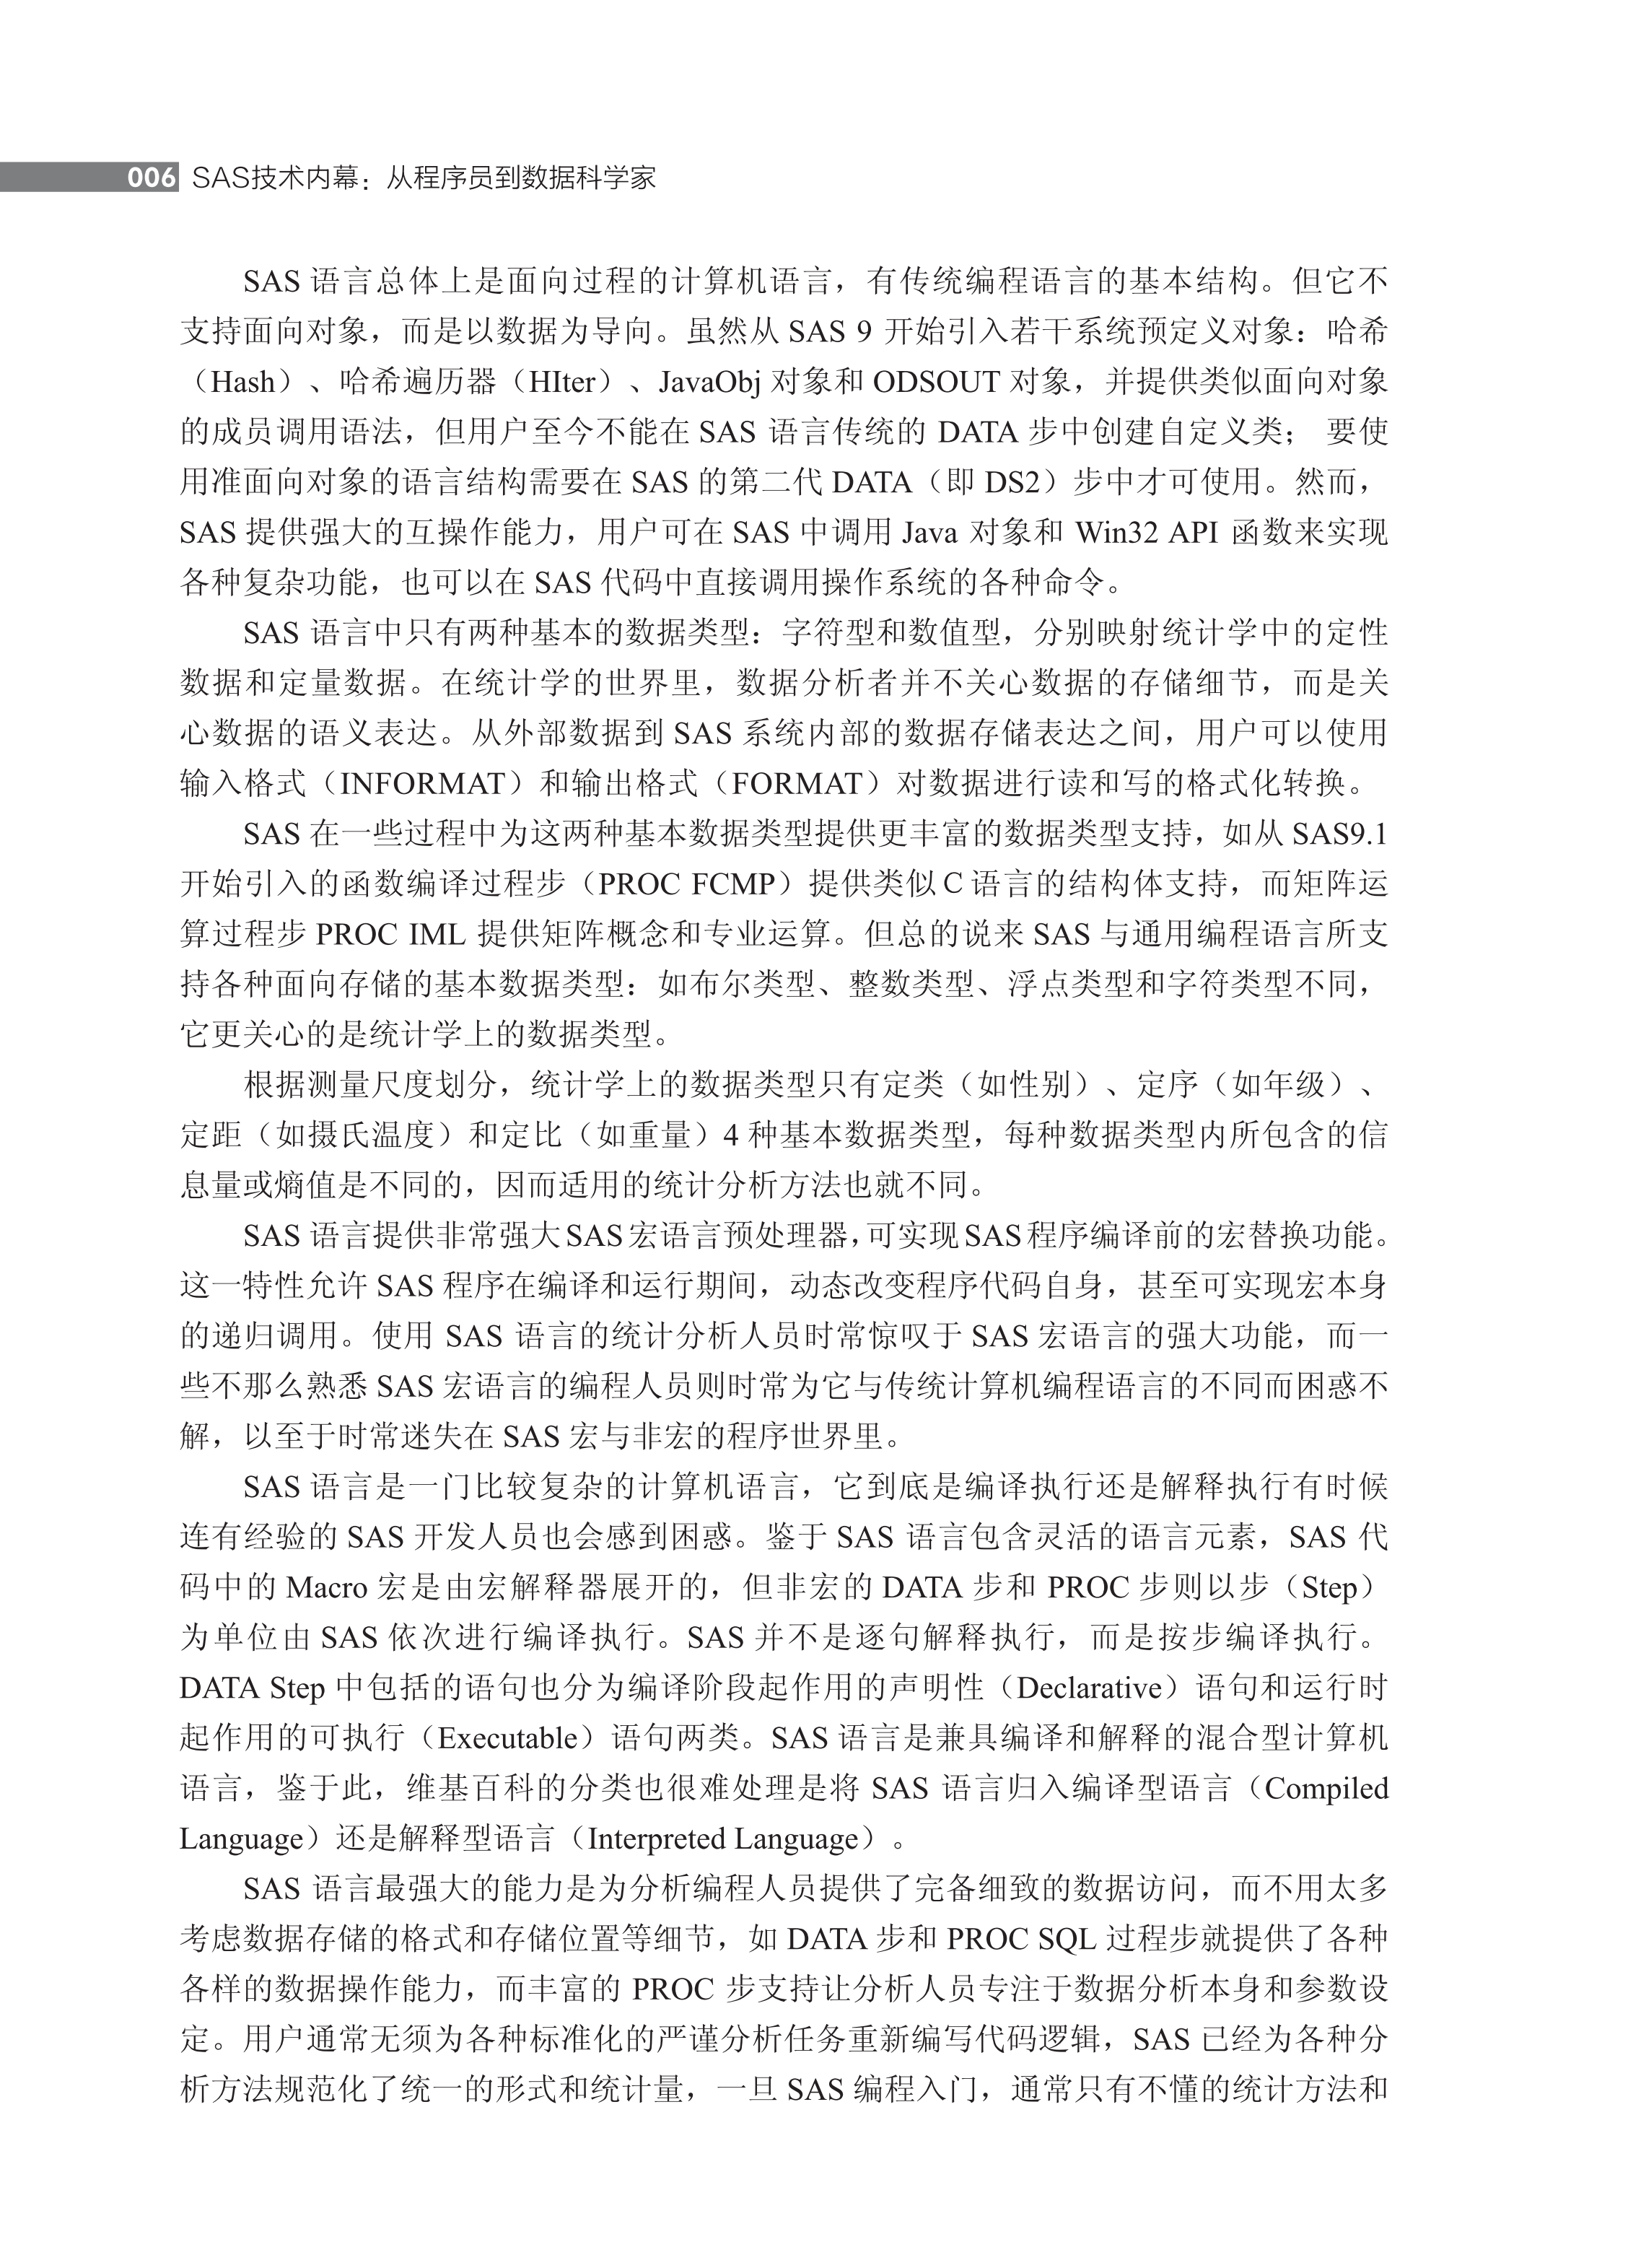 006 SAS技术内幕：从程序员到数据科学家
SAS 语言总体上是面向过程的计算机语言，有传统编程语言的基本结构。但它不
支持面向对象，而是以数据为导向。虽然从 SAS 9 开始引入若干系统预定义对象：哈希
（Hash）、哈希遍历器（HIter）、JavaObj 对象和 ODSOUT 对象，并提供类似面向对象
的成员调用语法，但用户至今不能在 SAS 语言传统的 DATA 步中创建自定义类； 要使
用准面向对象的语言结构需要在 SAS 的第二代 DATA（即 DS2）步中才可使用。然而，
SAS 提供强大的互操作能力，用户可在 SAS 中调用 Java 对象和 Win32 API 函数来实现
各种复杂功能，也可以在 SAS 代码中直接调用操作系统的各种命令。
SAS 语言中只有两种基本的数据类型：字符型和数值型，分别映射统计学中的定性
数据和定量数据。在统计学的世界里，数据分析者并不关心数据的存储细节，而是关
心数据的语义表达。从外部数据到 SAS 系统内部的数据存储表达之间，用户可以使用
输入格式（INFORMAT）和输出格式（FORMAT）对数据进行读和写的格式化转换。
SAS 在一些过程中为这两种基本数据类型提供更丰富的数据类型支持，如从 SAS9.1
开始引入的函数编译过程步（PROC FCMP）提供类似 C 语言的结构体支持，而矩阵运
算过程步 PROC IML 提供矩阵概念和专业运算。但总的说来 SAS 与通用编程语言所支
持各种面向存储的基本数据类型：如布尔类型、整数类型、浮点类型和字符类型不同，
它更关心的是统计学上的数据类型。
根据测量尺度划分，统计学上的数据类型只有定类（如性别）、定序（如年级）、
定距（如摄氏温度）和定比（如重量）4 种基本数据类型，每种数据类型内所包含的信
息量或熵值是不同的，因而适用的统计分析方法也就不同。
SAS 语言提供非常强大 SAS 宏语言预处理器，可实现 SAS 程序编译前的宏替换功能。
这一特性允许 SAS 程序在编译和运行期间，动态改变程序代码自身，甚至可实现宏本身
的递归调用。使用 SAS 语言的统计分析人员时常惊叹于 SAS 宏语言的强大功能，而一
些不那么熟悉 SAS 宏语言的编程人员则时常为它与传统计算机编程语言的不同而困惑不
解，以至于时常迷失在 SAS 宏与非宏的程序世界里。
SAS 语言是一门比较复杂的计算机语言，它到底是编译执行还是解释执行有时候
连有经验的 SAS 开发人员也会感到困惑。鉴于 SAS 语言包含灵活的语言元素，SAS 代
码中的 Macro 宏是由宏解释器展开的，但非宏的 DATA 步和 PROC 步则以步（Step）
为单位由 SAS 依次进行编译执行。SAS 并不是逐句解释执行，而是按步编译执行。
DATA Step 中包括的语句也分为编译阶段起作用的声明性（Declarative）语句和运行时
起作用的可执行（Executable）语句两类。SAS 语言是兼具编译和解释的混合型计算机
语言，鉴于此，维基百科的分类也很难处理是将 SAS 语言归入编译型语言（Compiled
Language）还是解释型语言（Interpreted Language）。
SAS 语言最强大的能力是为分析编程人员提供了完备细致的数据访问，而不用太多
考虑数据存储的格式和存储位置等细节，如 DATA 步和 PROC SQL 过程步就提供了各种
各样的数据操作能力，而丰富的 PROC 步支持让分析人员专注于数据分析本身和参数设
定。用户通常无须为各种标准化的严谨分析任务重新编写代码逻辑，SAS 已经为各种分
析方法规范化了统一的形式和统计量，一旦 SAS 编程入门，通常只有不懂的统计方法和